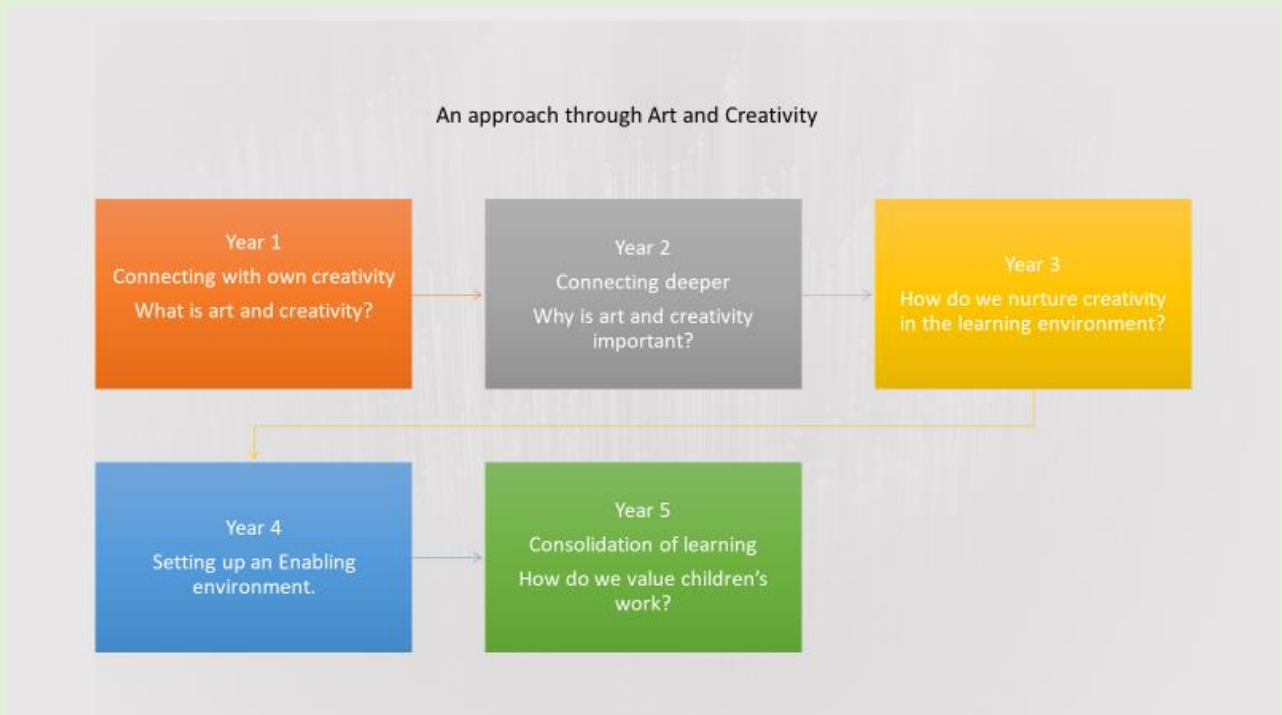 An approach through Art and Creativity
Year 1
Connecting with own creativity
What is art and creativity?
Year 2
Connecting deeper
Why is art and creativity
important?
Year 3
How do we nurture creativity
in the learning environment?
Year 4
Setting up an Enabling
environment.
Year 5
Consolidation of learning
How do we value children’s
work?